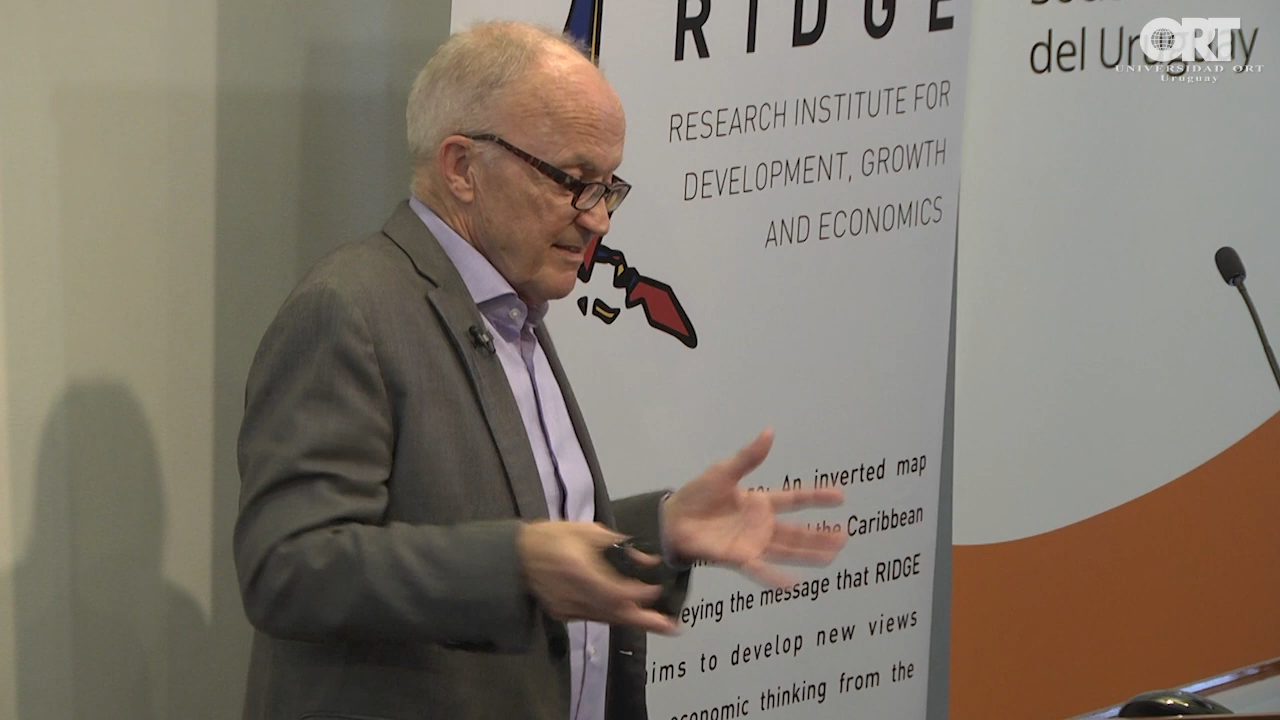 RIDGE
RESEARCH INSTITUTE FOR
DEVELOPMENT, GROWTH
AND ECONOMICS
An inverted map
the Caribbean
eying the message that RIDGE
ims to develop new views
onomic thinking from the
del Uruguay
ORT
UNIVERSIDAD ORT
Uruguay